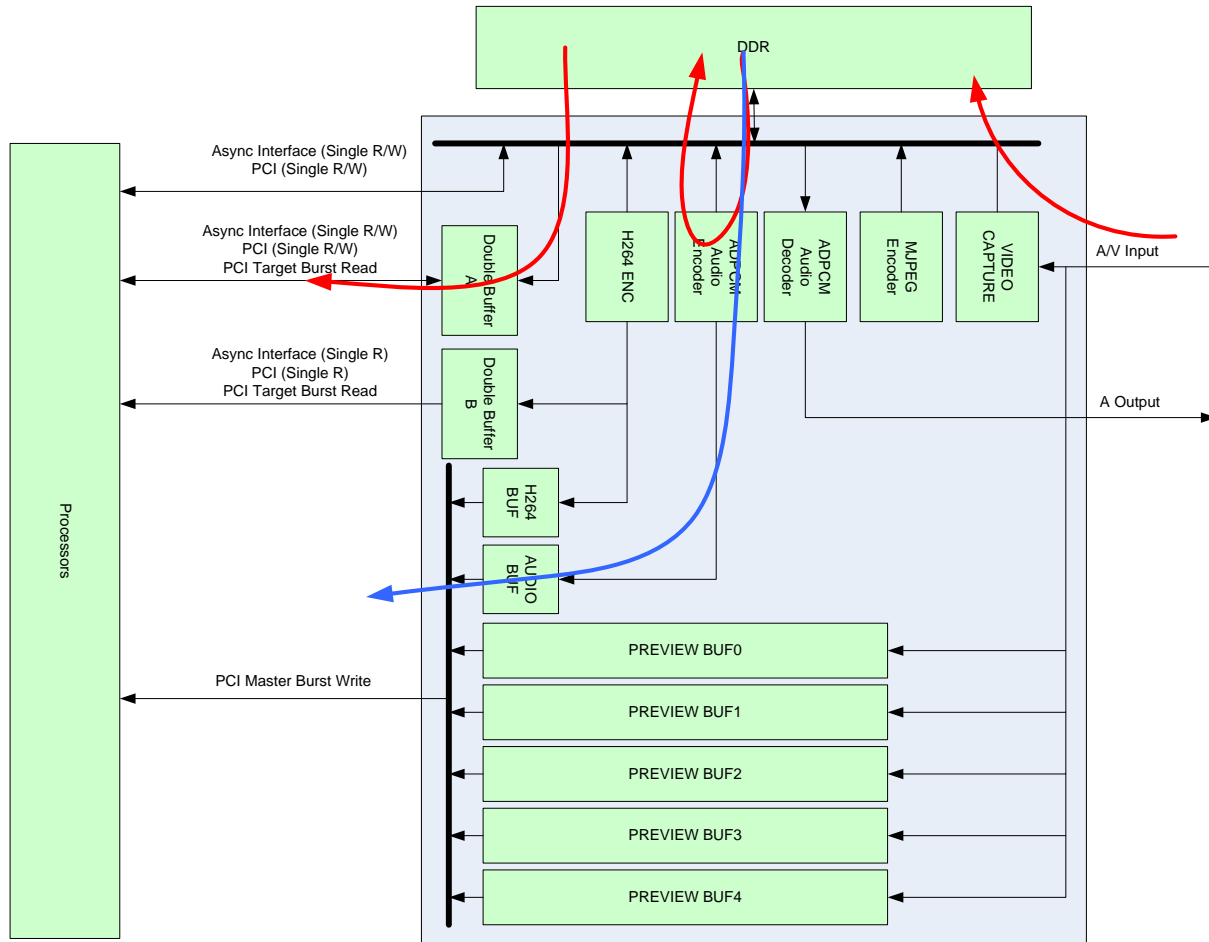 DDR
Async Interface (Single R/W)
PCI (Single R/W)
Async Interface (Single R/W)
PCI (Single R/W)
PCI Target Burst Read
Async Interface (Single R)
PCI (Single R)
PCI Target Burst Read
Processors
Double Buffer
A
Double Buffer
B
H264 ENC
ADPCM
Audio
Encoder
ADPCM
Audio
Decoder
MJPEG
Encoder
VIDEO
CAPTURE
A/V Input
A Output
H264
BUF
AUDIO
BUF
PCI Master Burst Write
PREVIEW BUF0
PREVIEW BUF1
PREVIEW BUF2
PREVIEW BUF3
PREVIEW BUF4